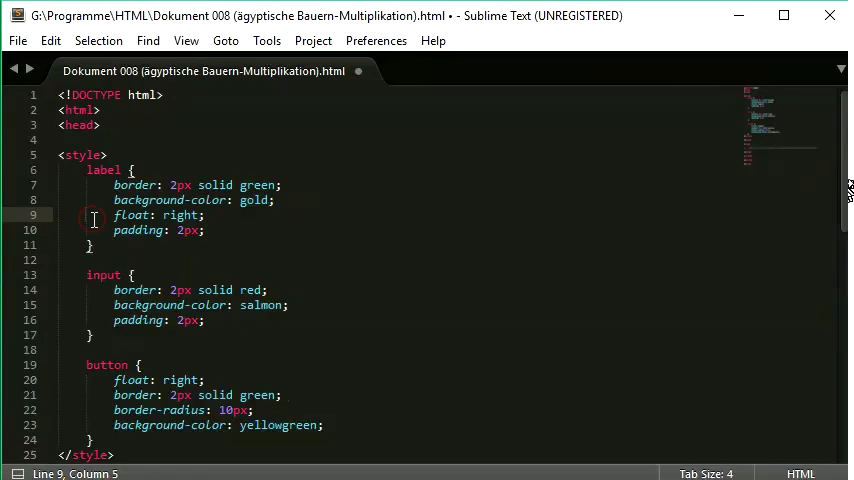 G:\Programme\HTML\Dokument 008 (ägyptische Bauern-Multiplikation).html • - Sublime Text (UNREGISTERED)
File Edit Selection Find View Goto Tools Project Preferences Help
Dokument 008 (ägyptische Bauern-Multiplikation).html
1 <!DOCTYPE html>
2 <html>
3 <head>
4
5 <style>
6 label {
7 border: 2px solid green;
8 background-color: gold;
9 float: right;
10 padding: 2px;
11 }
12
13 input {
14 border: 2px solid red;
15 background-color: salmon;
16 padding: 2px;
17 }
18
19 button {
20 float: right;
21 border: 2px solid green;
22 border-radius: 10px;
23 background-color: yellowgreen;
24 }
25 </style>
Line 9, Column 5 Tab Size: 4 HTML